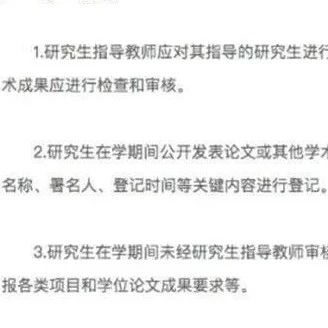 1.研究生指导教师应对其指导的研究生进行
术成果应进行检查和审核。
2.研究生在学期间公开发表论文或其他学术
名称、署名人、登记时间等关键内容进行登记。
3.研究生在学期间未经研究生指导教师审核
报各类项目和学位论文成果要求等。